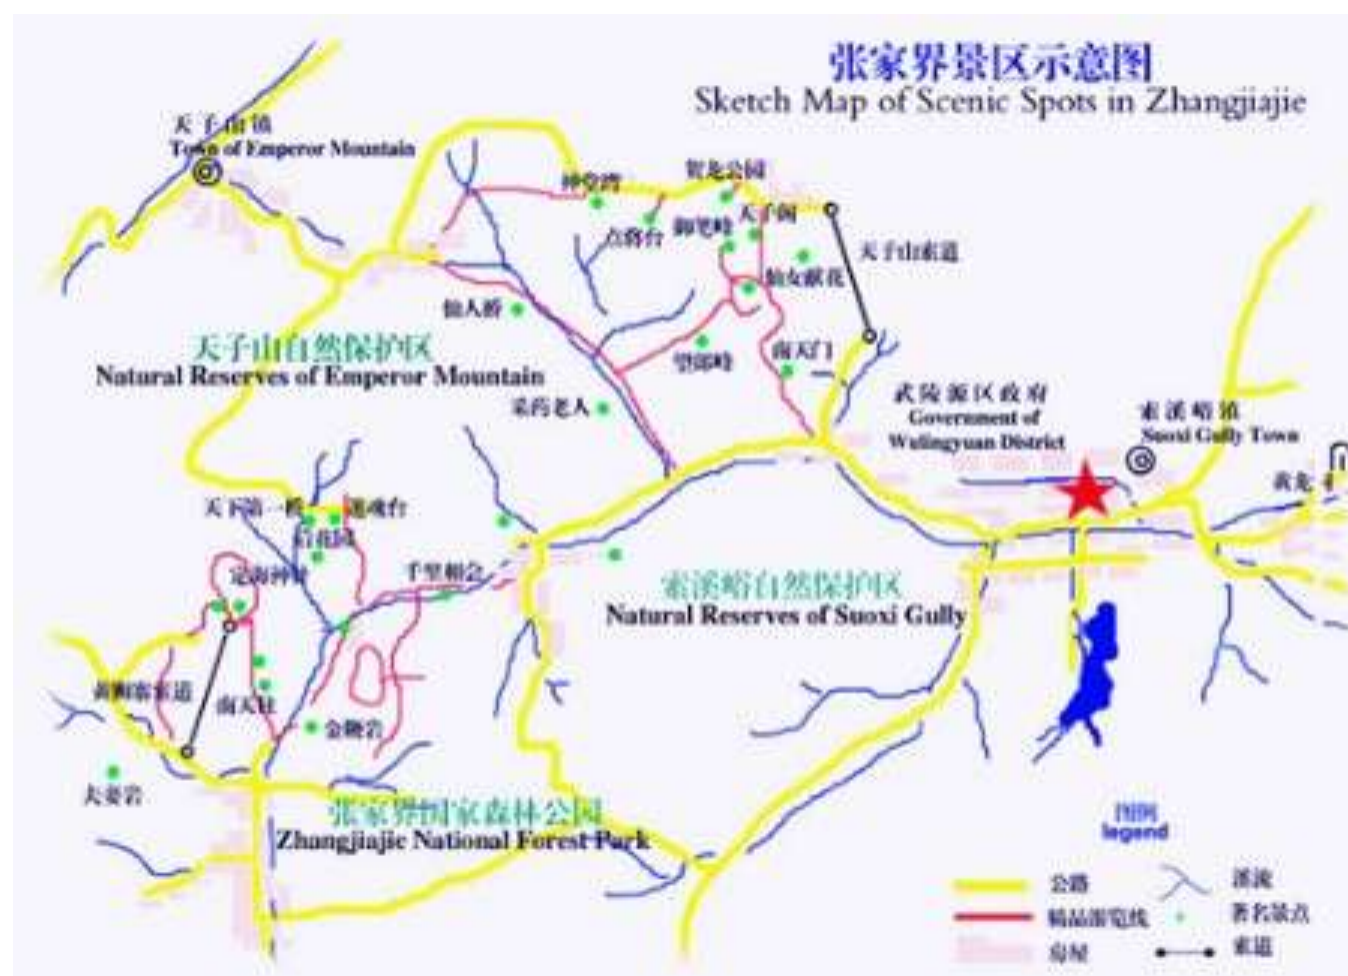 张家界景区示意图
Sketch Map of Scenic Spots in Zhangjiajie
天子山镇
Town of Emperor Mountain
神堂湾
贺龙公园
点将台
御笔峰
天子阁
天子山索道
仙女献花
仙人桥
天子山自然保护区
Natural Reserves of Emperor Mountain
望郎峰
南天门
采药老人
武陵源区政府
Government of
Wulingyuan District
索溪峪镇
Suoxi Gully Town
黄龙
天下第一桥
迷魂台
后花园
定海神针
千里相会
索溪峪自然保护区
Natural Reserves of Suoxi Gully
黄狮寨索道
南天柱
金鞭岩
夫妻岩
张家界国家森林公园
Zhangjiajie National Forest Park
图例
legend
公路
溪流
精品游览线
著名景点
房屋
索道